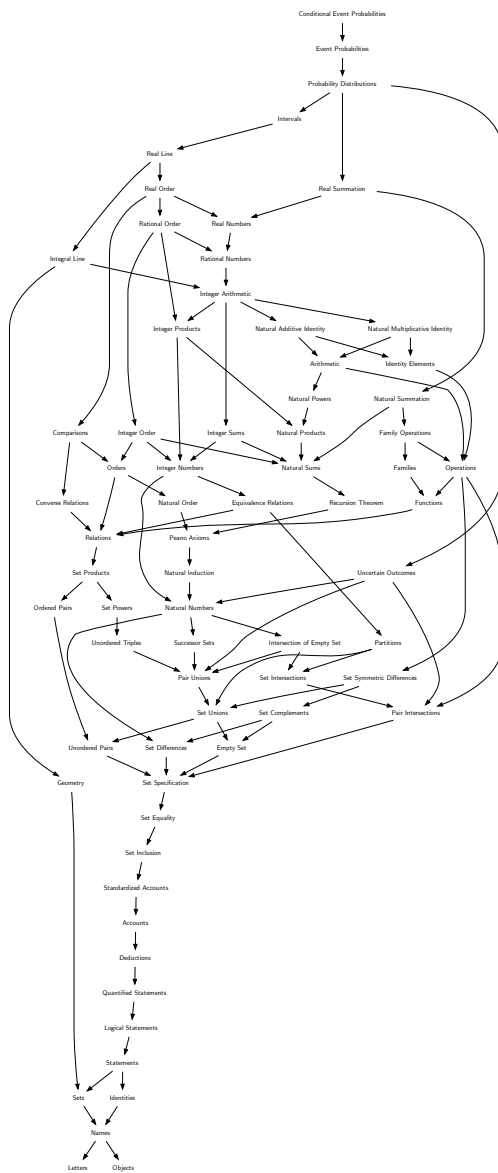 Conditional Event Probabilities
Event Probabilities
Probability Distributions
Intervals
Real Line
Real Order
Real Summation
Rational Order
Real Numbers
Integral Line
Rational Numbers
Integer Arithmetic
Integer Products
Natural Additive Identity
Natural Multiplicative Identity
Arithmetic
Identity Elements
Natural Powers
Natural Summation
Comparisons
Integer Order
Integer Sums
Natural Products
Family Operations
Orders
Integer Numbers
Natural Sums
Families
Operations
Converse Relations
Natural Order
Equivalence Relations
Recursion Theorem
Functions
Relations
Peano Axioms
Set Products
Natural Induction
Uncertain Outcomes
Ordered Pairs
Set Powers
Natural Numbers
Unordered Triples
Successor Sets
Intersection of Empty Set
Partitions
Pair Unions
Set Intersections
Set Symmetric Differences
Set Unions
Set Complements
Pair Intersections
Unordered Pairs
Set Differences
Empty Set
Geometry
Set Specification
Set Equality
Set Inclusion
Standardized Accounts
Accounts
Deductions
Quantified Statements
Logical Statements
Statements
Sets
Identities
Names
Letters
Objects